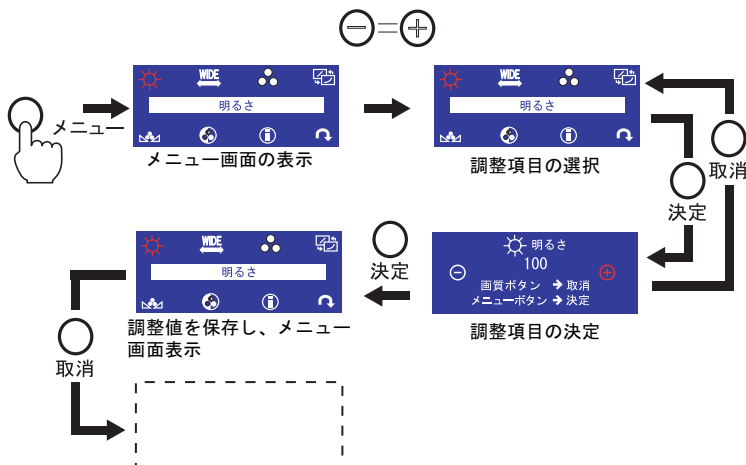 WIDE
明るさ
メニュー
メニュー画面の表示
WIDE
明るさ
調整項目の選択
取消
決定
明るさ
100
画質ボタン → 取消
メニューボタン → 決定
調整項目の決定
決定
WIDE
明るさ
調整値を保存し、メニュー
画面表示
取消